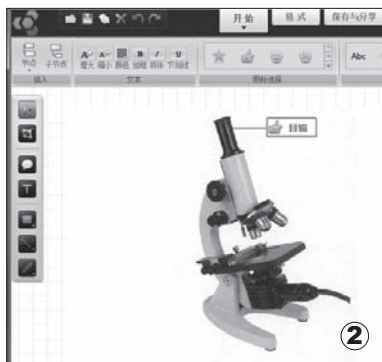 开始 格式 保存与分享
节点 子节点 增大 缩小 颜色 加粗 斜体 下划线 Abc
插入 文本 图标选择
T
目镜
②